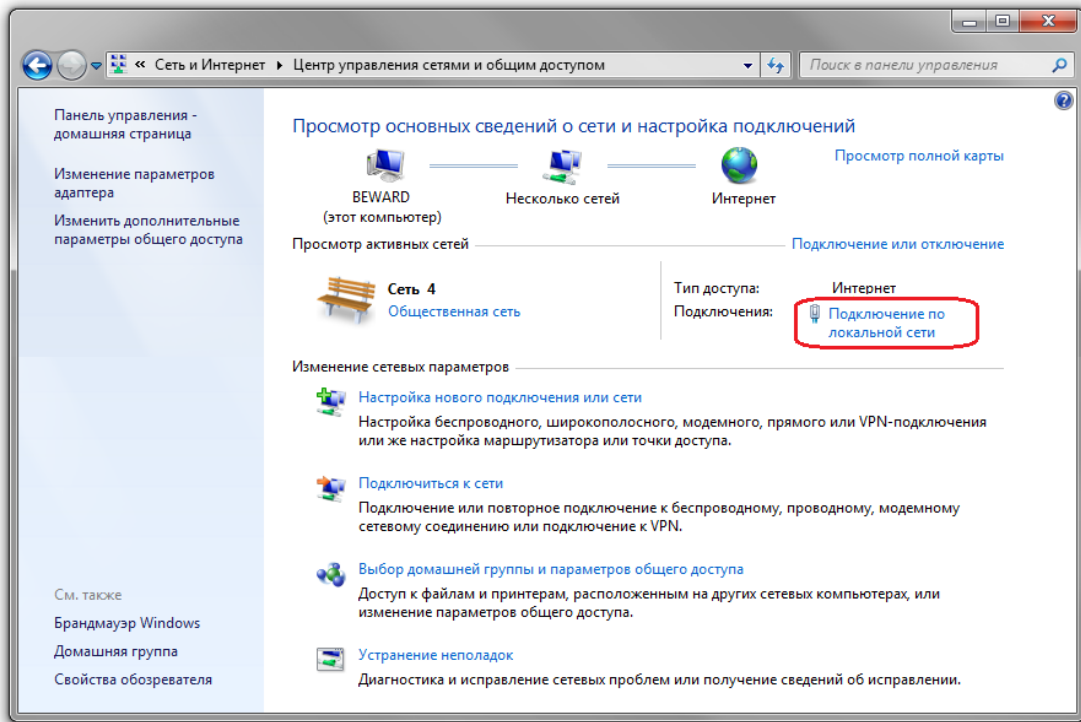 « Сеть и Интернет ▸ Центр управления сетями и общим доступом
Поиск в панели управления
Панель управления -
домашняя страница
Изменение параметров
адаптера
Изменить дополнительные
параметры общего доступа
См. также
Брандмауэр Windows
Домашняя группа
Свойства обозревателя
Просмотр основных сведений о сети и настройка подключений
Просмотр полной карты
BEWARD
(этот компьютер)
Несколько сетей
Интернет
Просмотр активных сетей
Подключение или отключение
Сеть 4
Общественная сеть
Тип доступа: Интернет
Подключения: Подключение по
локальной сети
Изменение сетевых параметров
Настройка нового подключения или сети
Настройка беспроводного, широкополосного, модемного, прямого или VPN-подключения
или же настройка маршрутизатора или точки доступа.
Подключиться к сети
Подключение или повторное подключение к беспроводному, проводному, модемному
сетевому соединению или подключение к VPN.
Выбор домашней группы и параметров общего доступа
Доступ к файлам и принтерам, расположенным на других сетевых компьютерах, или
изменение параметров общего доступа.
Устранение неполадок
Диагностика и исправление сетевых проблем или получение сведений об исправлении.